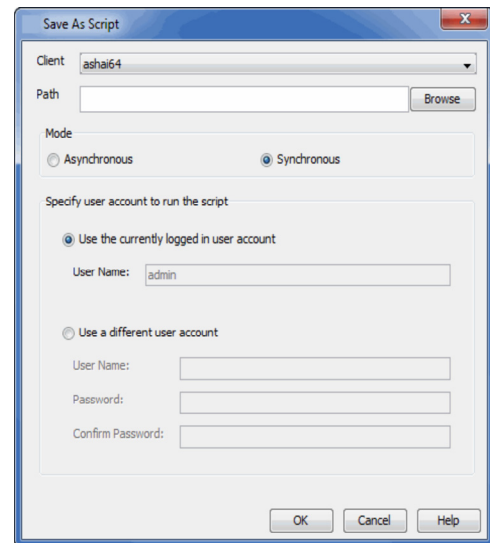 Save As Script
X
Client ashai64
Path Browse
Mode
Asynchronous Synchronous
Specify user account to run the script
Use the currently logged in user account
User Name: admin
Use a different user account
User Name:
Password:
Confirm Password:
OK Cancel Help